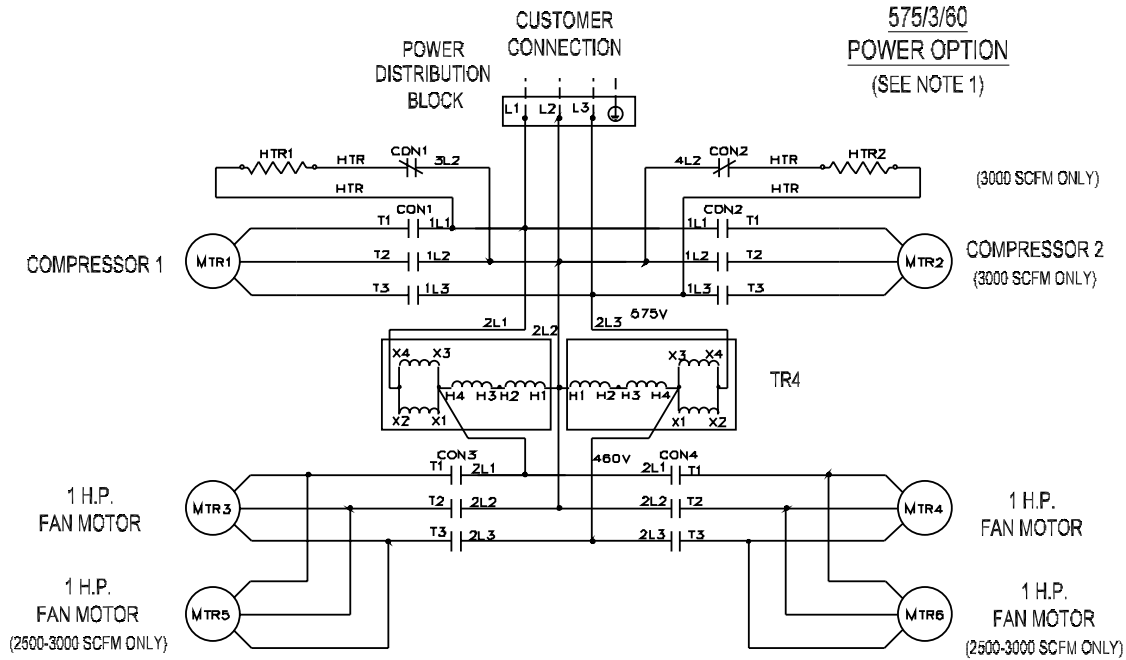 CUSTOMER
CONNECTION
575/3/60
POWER OPTION
(SEE NOTE 1)
POWER
DISTRIBUTION
BLOCK
L1 L2 L3
HTR1 HTR CON1 3L2
4L2 CON2 HTR HTR2
HTR
HTR
(3000 SCFM ONLY)
T1 CON1 1L1
1L1 CON2 T1
COMPRESSOR 1
MTR1
T2 1L2
1L2 T2
MTR2
COMPRESSOR 2
(3000 SCFM ONLY)
T3 1L3
1L3 T3
575V
2L1 2L2 2L3
X4 X3
X3 X4
H4 H3 H2 H1
H1 H2 H3 H4
TR4
X2 X1
X1 X2
460V
T1 CON3 2L1
2L1 CON4 T1
1 H.P.
FAN MOTOR
MTR3
T2 2L2
2L2 T2
MTR4
1 H.P.
FAN MOTOR
T3 2L3
2L3 T3
1 H.P.
FAN MOTOR
(2500-3000 SCFM ONLY)
MTR5
MTR6
1 H.P.
FAN MOTOR
(2500-3000 SCFM ONLY)